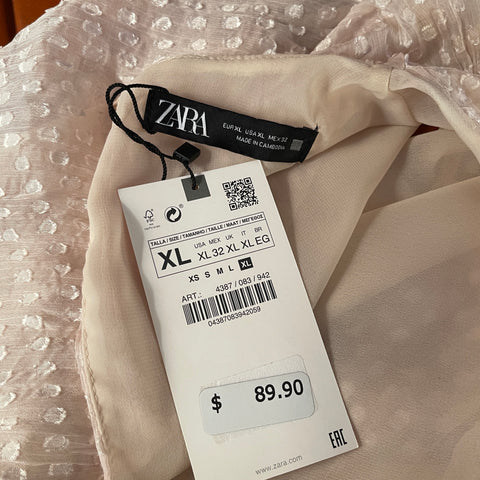 ZARA
EUR XL USA XL MEX 32
MADE IN CAMBODIA
FSC
TALLA / SIZE / TAMANHO / TAILLE / MAAT / ΜΕΓΕΘΟΣ
XL
USA MEX UK IT BR
XL 32 XL XL EG
XS S M L XL
ART.: 4387 / 083 / 942
04387083942059
$ 89.90
EAC
www.zara.com